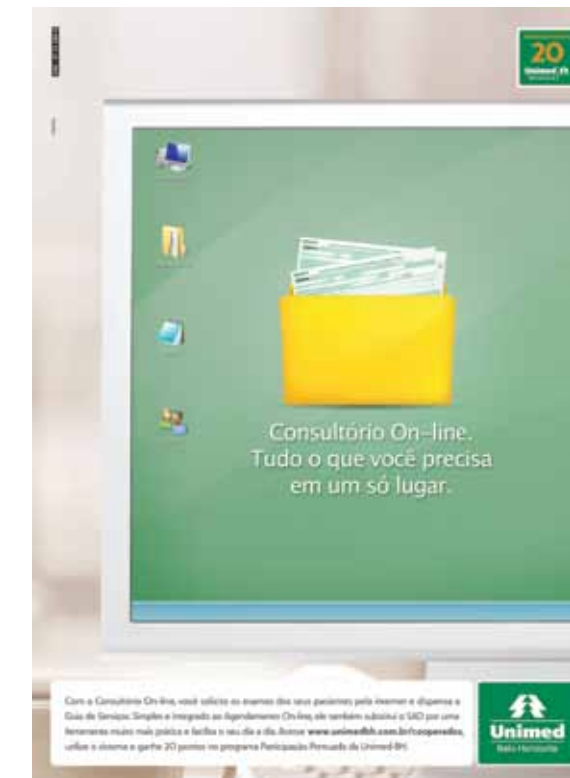 20
Unimed
Consultório On-line.
Tudo o que você precisa
em um só lugar.
Com o Consultório On-line, você solicita os exames dos seus pacientes pela internet e dispensa a
Guia de Serviços. Simples e integrado ao Agendamento On-line, ele também substitui o SAD por uma
ferramenta muito mais prática e facilita o seu dia a dia. Acesse www.unimedbh.com.br/cooperados,
utilize o sistema e ganhe 20 pontos no programa Participação Pontuada da Unimed-BH.
Unimed
Belo Horizonte